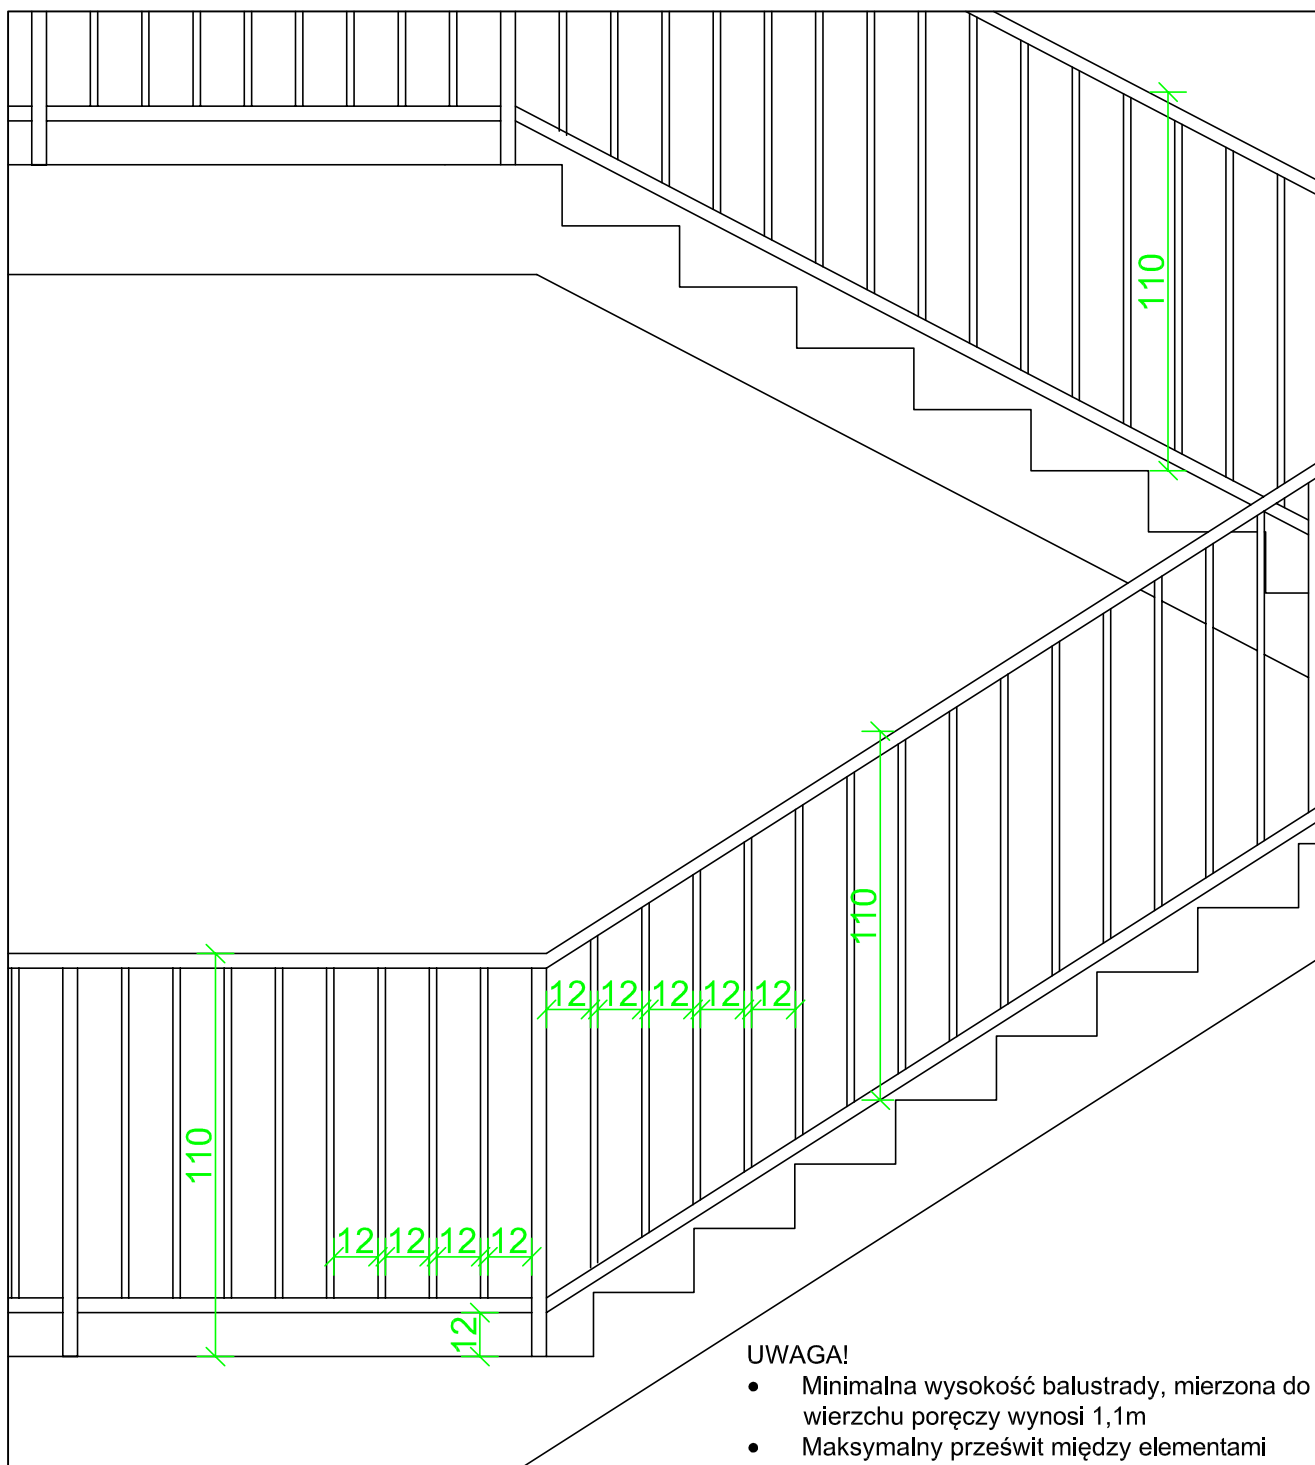 110
12 12 12 12 12
110
110
12 12 12 12
12
UWAGA!
• Minimalna wysokość balustrady, mierzona do
wierzchu poręczy wynosi 1,1m
• Maksymalny prześwit między elementami